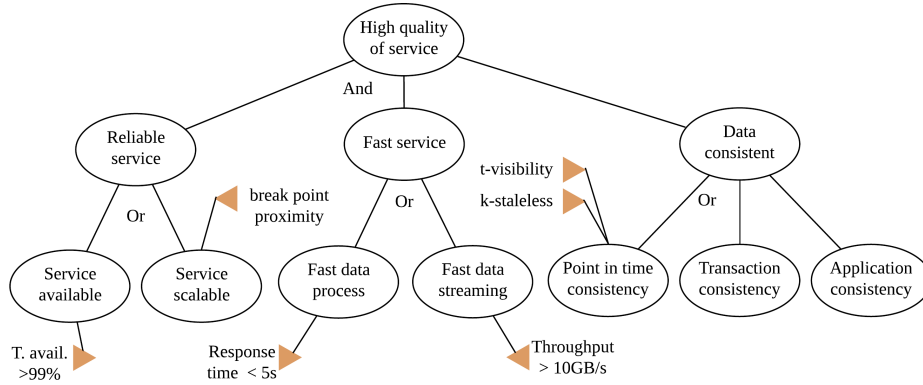 High quality
of service
And
Reliable
service
Fast service
Data
consistent
Or
break point
proximity
Or
t-visibility
k-staleless
Or
Service
available
Service
scalable
Fast data
process
Fast data
streaming
Point in time
consistency
Transaction
consistency
Application
consistency
T. avail.
>99%
Response
time < 5s
Throughput
> 10GB/s